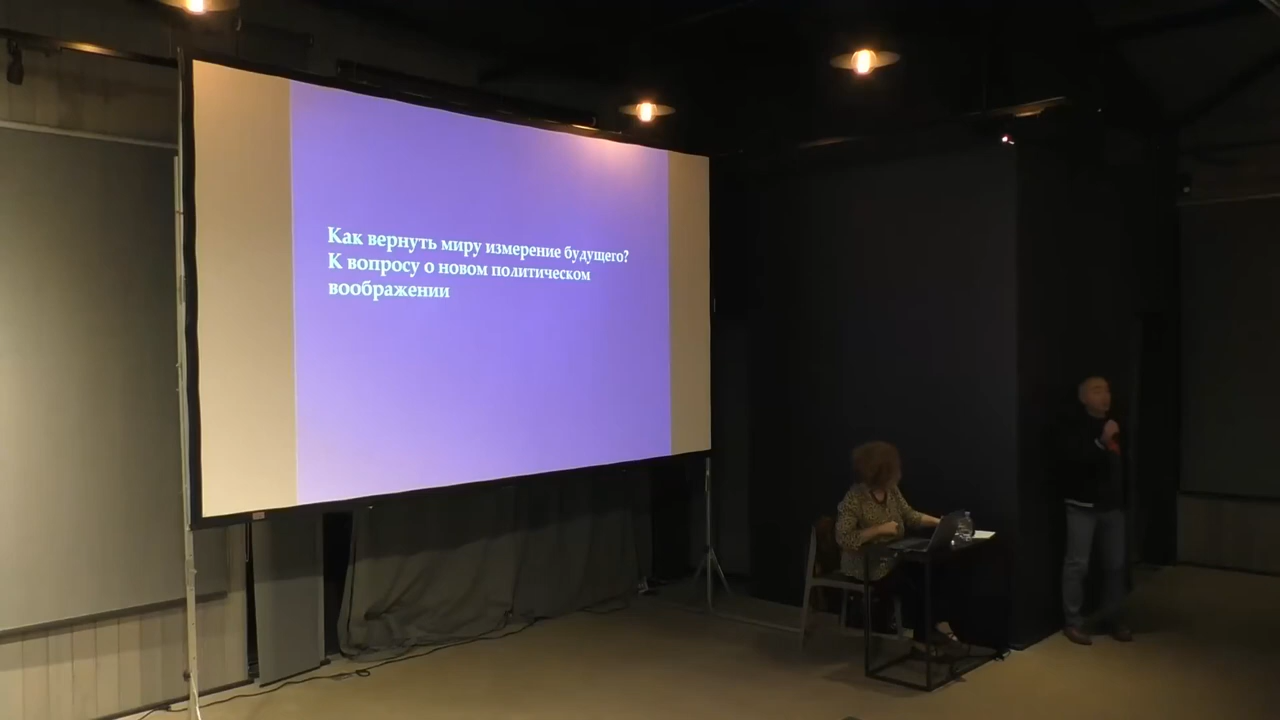 Как вернуть миру измерение будущего?
К вопросу о новом политическом
воображении